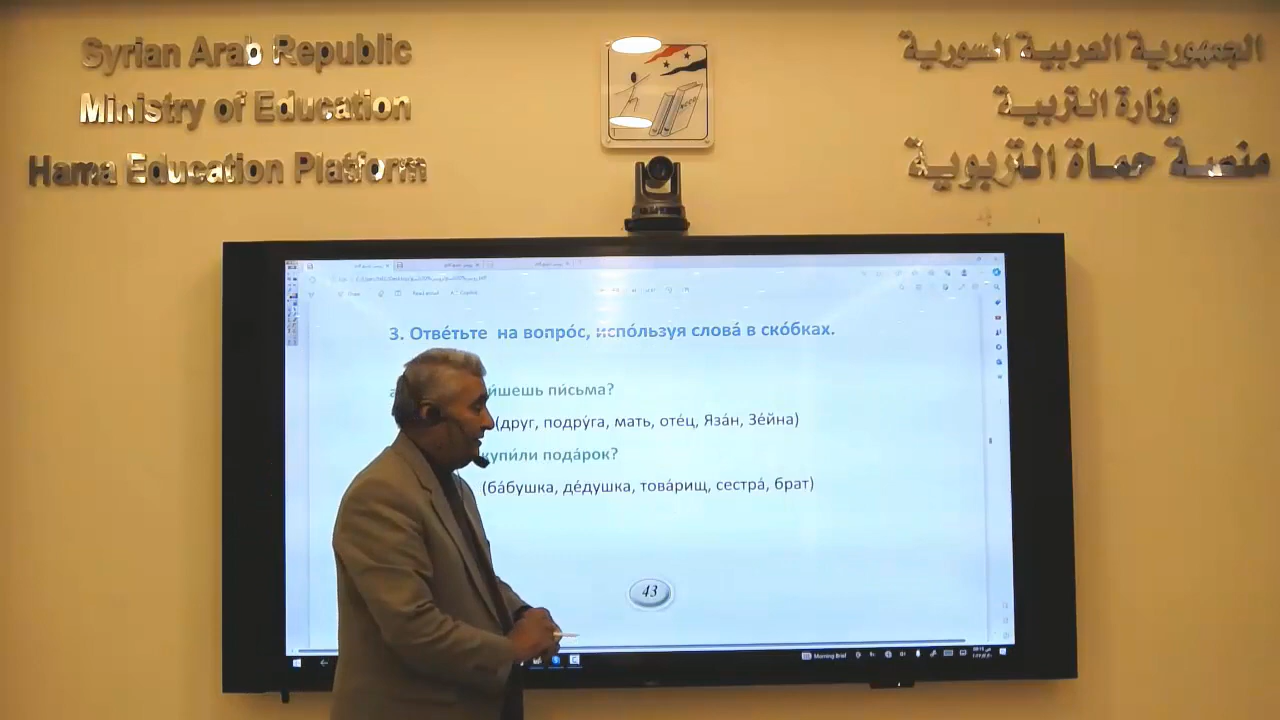 Syrian Arab Republic
Ministry of Education
Hama Education Platform
الجمهورية العربية السورية
وزارة التربية
منصة حماة التربوية
3. Отве́тьте на вопро́с, испо́льзуя слова́ в ско́бках.
и́шешь пи́сьма?
(друг, подру́га, мать, оте́ц, Яза́н, Зе́йна)
купи́ли пода́рок?
(ба́бушка, де́душка, това́рищ, сестра́, брат)
43
Morning Brief